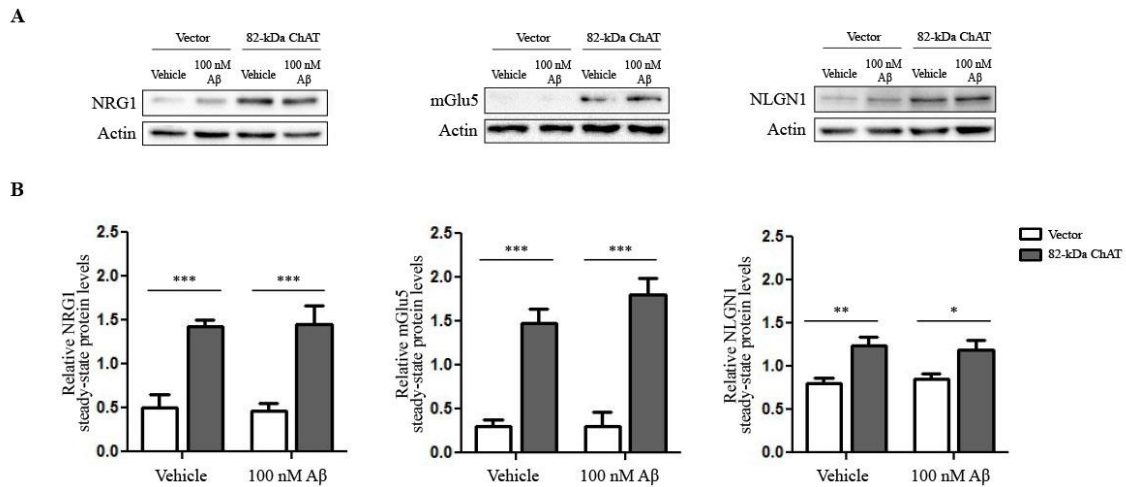 A
Vector 82-kDa ChAT
Vehicle 100 nM Aβ Vehicle 100 nM Aβ
NRG1
Actin
Vector 82-kDa ChAT
Vehicle 100 nM Aβ Vehicle 100 nM Aβ
mGlu5
Actin
Vector 82-kDa ChAT
Vehicle 100 nM Aβ Vehicle 100 nM Aβ
NLGN1
Actin
B
Relative NRG1
steady-state protein levels
2.5
2.0
1.5
1.0
0.5
0.0
*** ***
Vehicle 100 nM Aβ
Relative mGlu5
steady-state protein levels
2.5
2.0
1.5
1.0
0.5
0.0
*** ***
Vehicle 100 nM Aβ
Relative NLGN1
steady-state protein levels
2.5
2.0
1.5
1.0
0.5
0.0
** *
Vehicle 100 nM Aβ
Vector
82-kDa ChAT